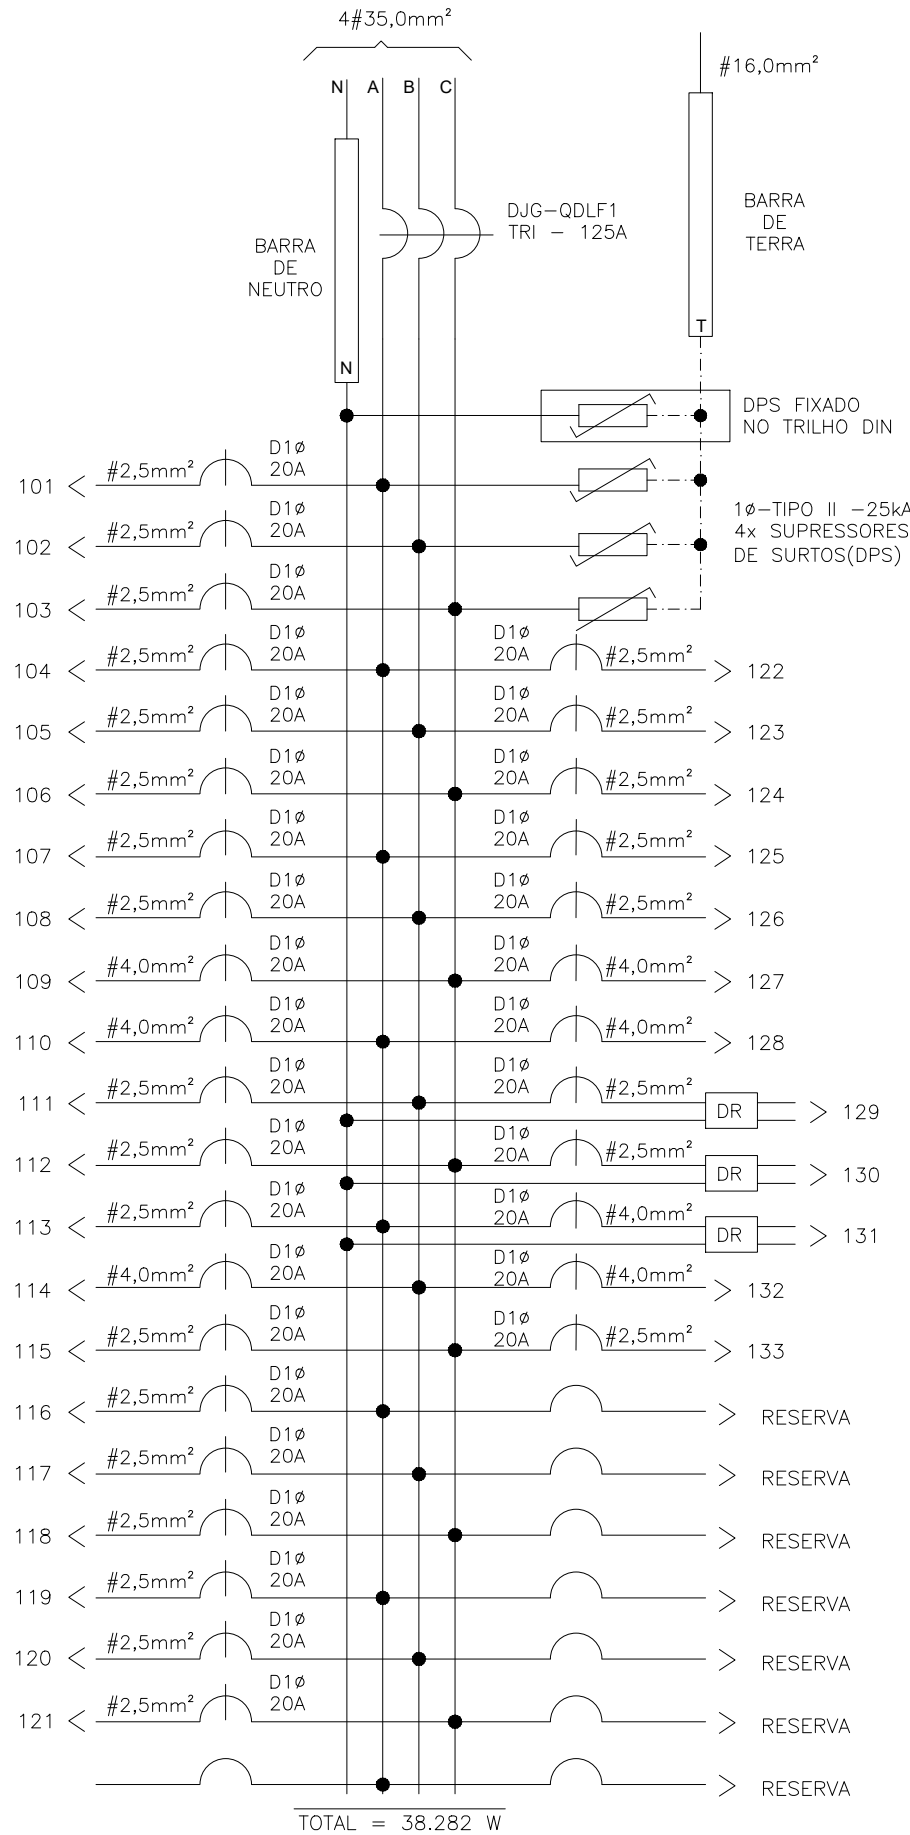 4#35,0mm²
#16,0mm²
N A B C
DJG-QDLF1
TRI - 125A
BARRA
DE
TERRA
BARRA
DE
NEUTRO
T
N
DPS FIXADO
NO TRILHO DIN
1ø-TIPO II -25kA
4x SUPRESSORES
DE SURTOS(DPS)
101 #2,5mm² D1ø 20A
102 #2,5mm² D1ø 20A
103 #2,5mm² D1ø 20A
104 #2,5mm² D1ø 20A D1ø 20A #2,5mm² 122
105 #2,5mm² D1ø 20A D1ø 20A #2,5mm² 123
106 #2,5mm² D1ø 20A D1ø 20A #2,5mm² 124
107 #2,5mm² D1ø 20A D1ø 20A #2,5mm² 125
108 #2,5mm² D1ø 20A D1ø 20A #2,5mm² 126
109 #4,0mm² D1ø 20A D1ø 20A #4,0mm² 127
110 #4,0mm² D1ø 20A D1ø 20A #4,0mm² 128
111 #2,5mm² D1ø 20A D1ø 20A #2,5mm² DR 129
112 #2,5mm² D1ø 20A D1ø 20A #2,5mm² DR 130
113 #2,5mm² D1ø 20A D1ø 20A #4,0mm² DR 131
114 #4,0mm² D1ø 20A D1ø 20A #4,0mm² 132
115 #2,5mm² D1ø 20A D1ø 20A #2,5mm² 133
116 #2,5mm² D1ø 20A RESERVA
117 #2,5mm² D1ø 20A RESERVA
118 #2,5mm² D1ø 20A RESERVA
119 #2,5mm² D1ø 20A RESERVA
120 #2,5mm² D1ø 20A RESERVA
121 #2,5mm² D1ø 20A RESERVA
RESERVA
TOTAL = 38.282 W